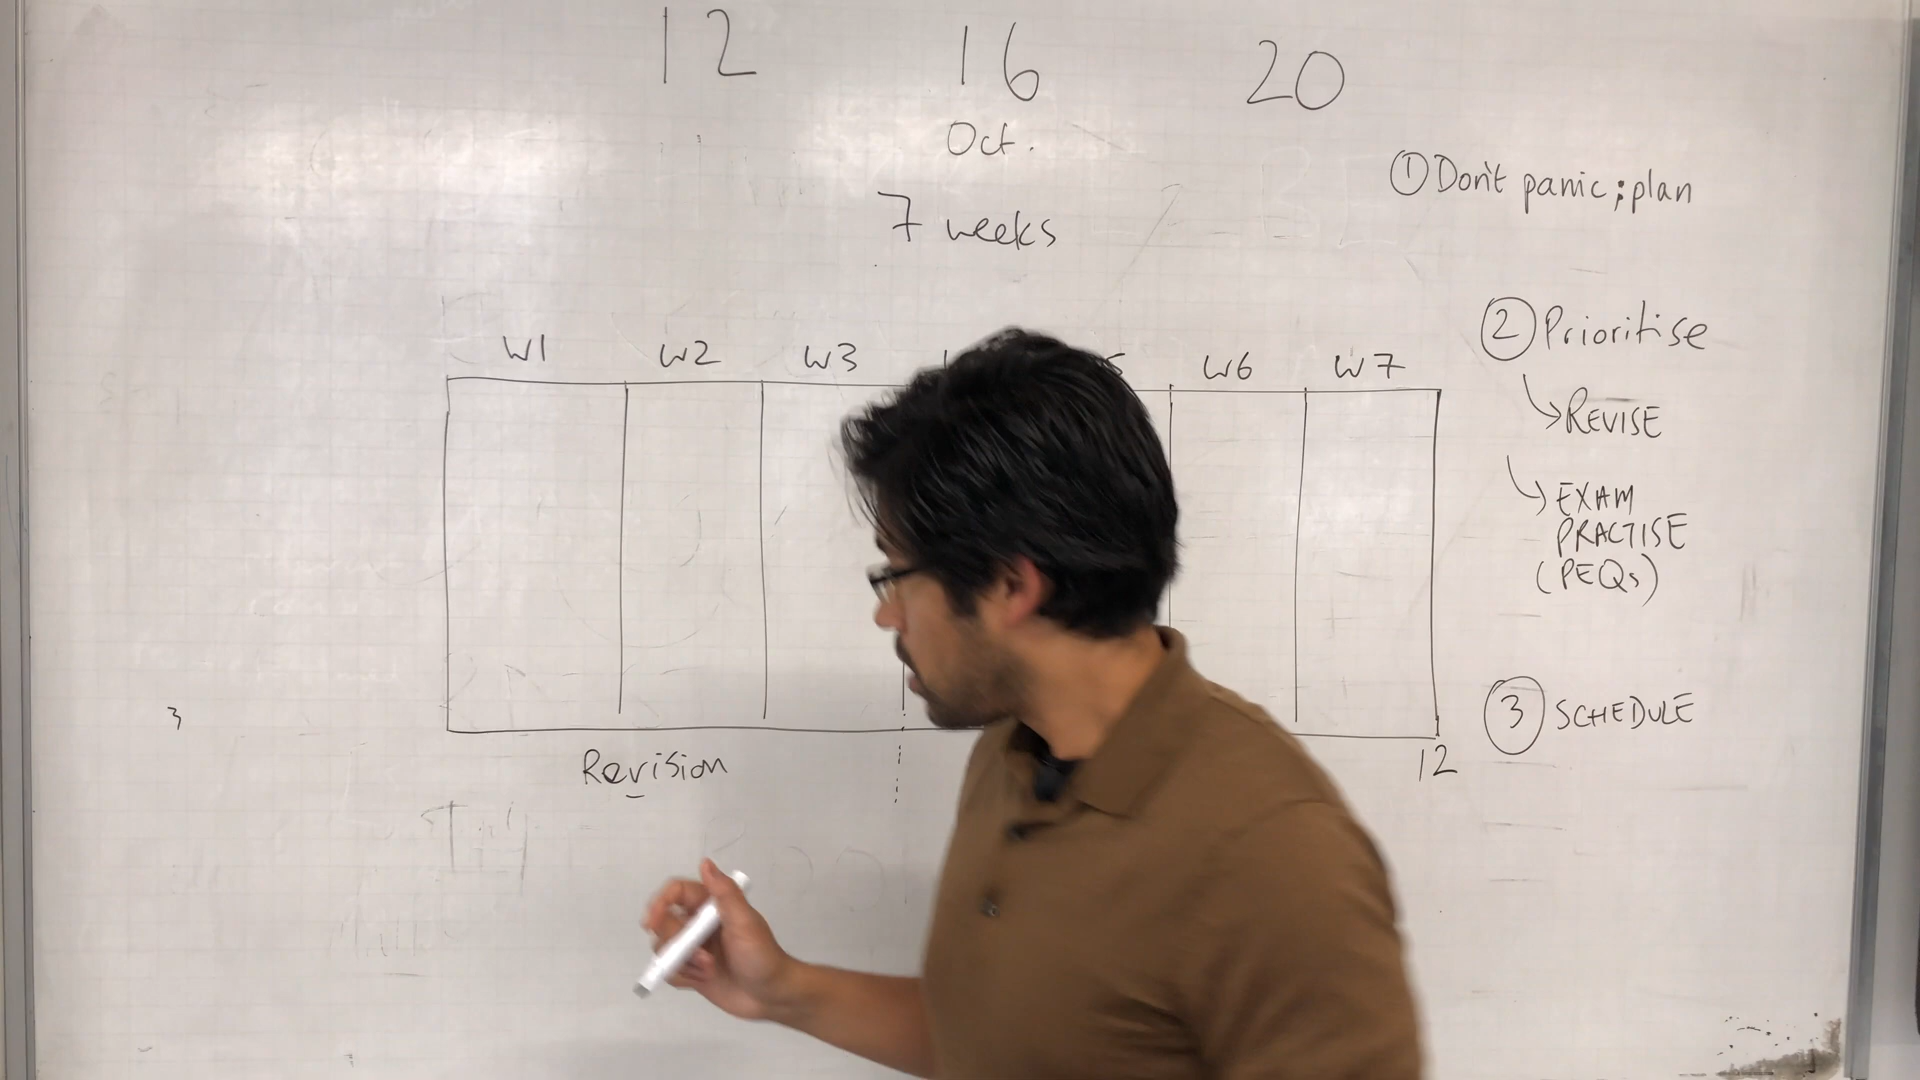 12 16 20
Oct.
7 weeks
① Don't panic; plan
② Prioritise
REVISE
EXAM
PRACTISE
(PEQs)
③ SCHEDULE
W1 W2 W3 W6 W7
Revision
12
3